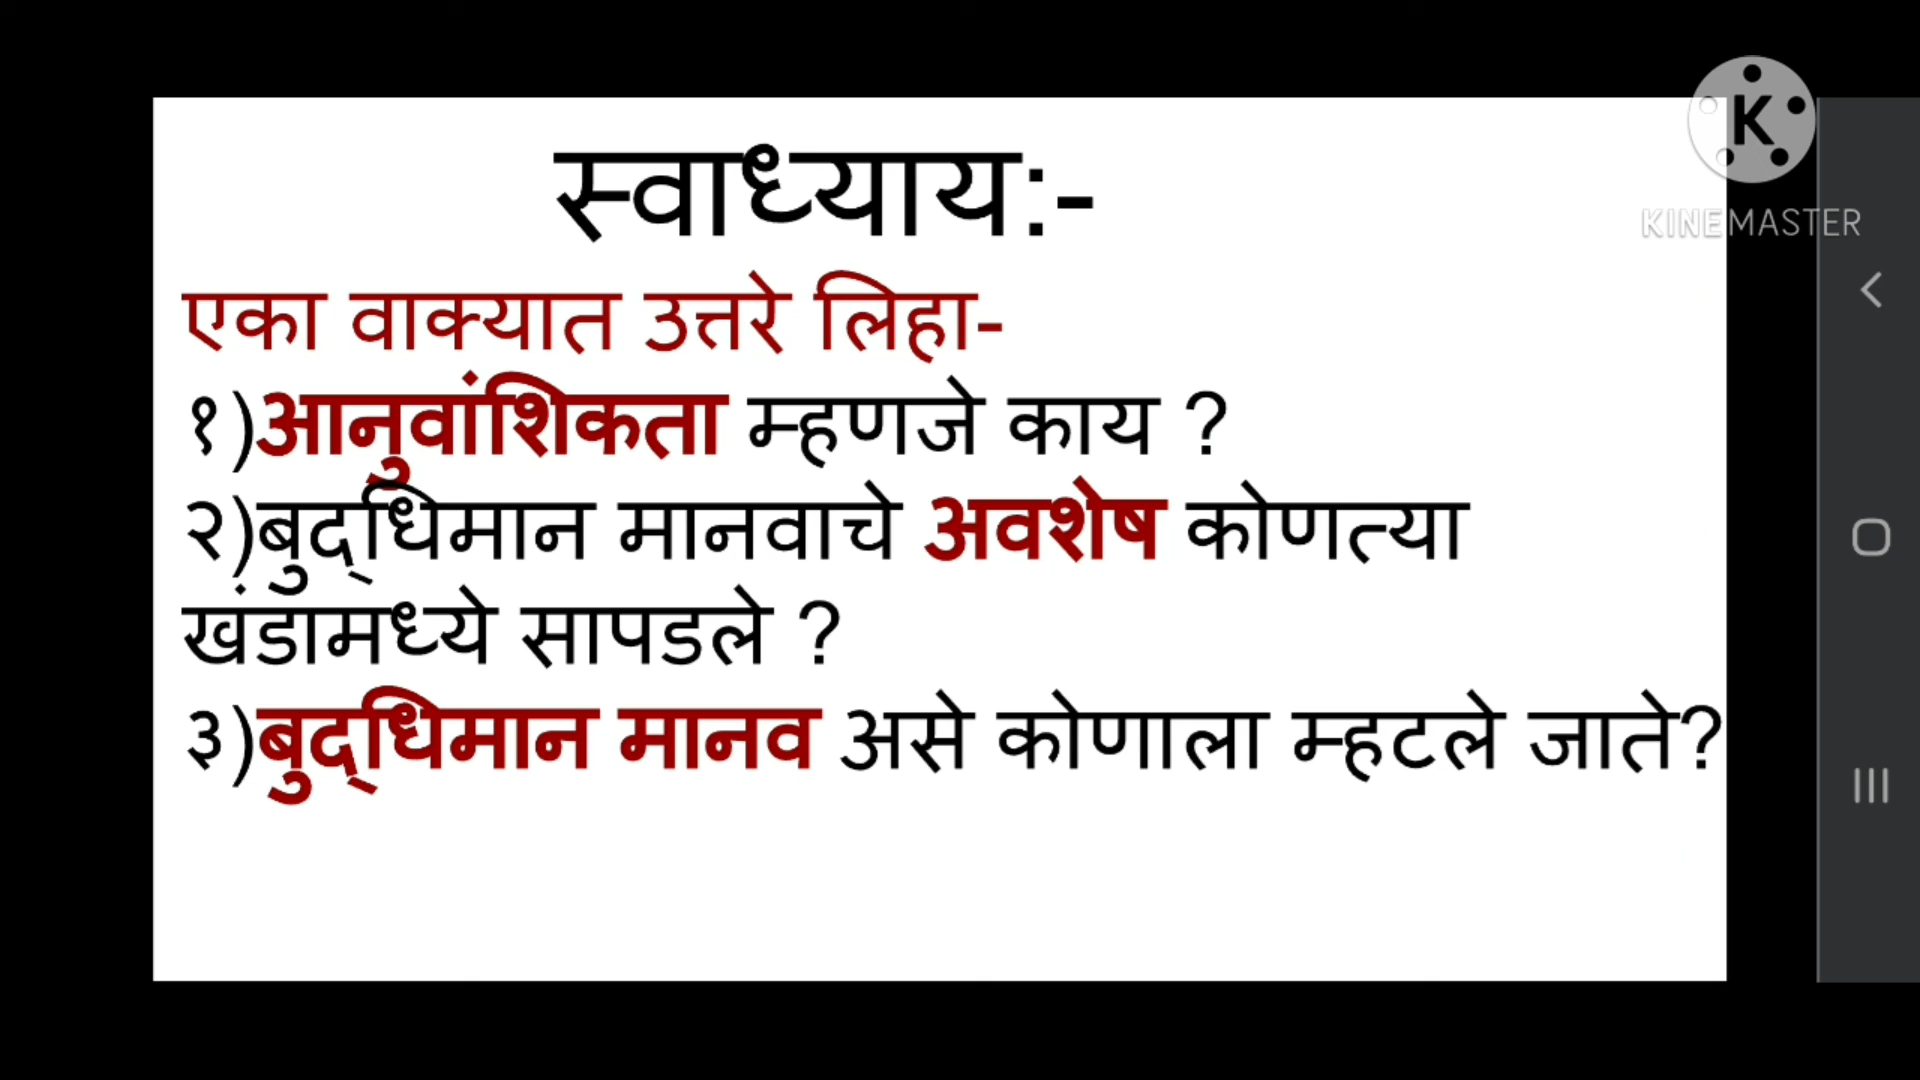 KINEMASTER
स्वाध्याय:-
एका वाक्यात उत्तरे लिहा-
१)आनुवांशिकता म्हणजे काय ?
२)बुद्‌धिमान मानवाचे अवशेष कोणत्या
खंडामध्ये सापडले ?
३)बुद्‌धिमान मानव असे कोणाला म्हटले जाते?